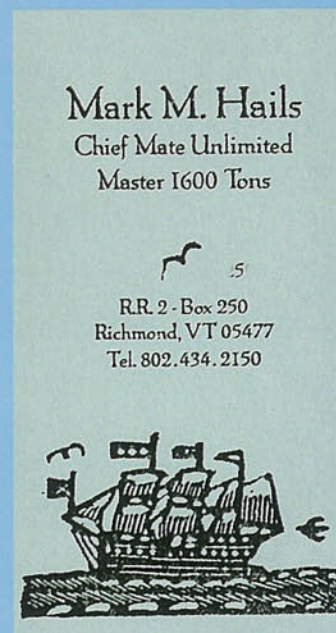 Mark M. Hails
Chief Mate Unlimited
Master 1600 Tons
R.R. 2 - Box 250
Richmond, VT 05477
Tel. 802.434.2150